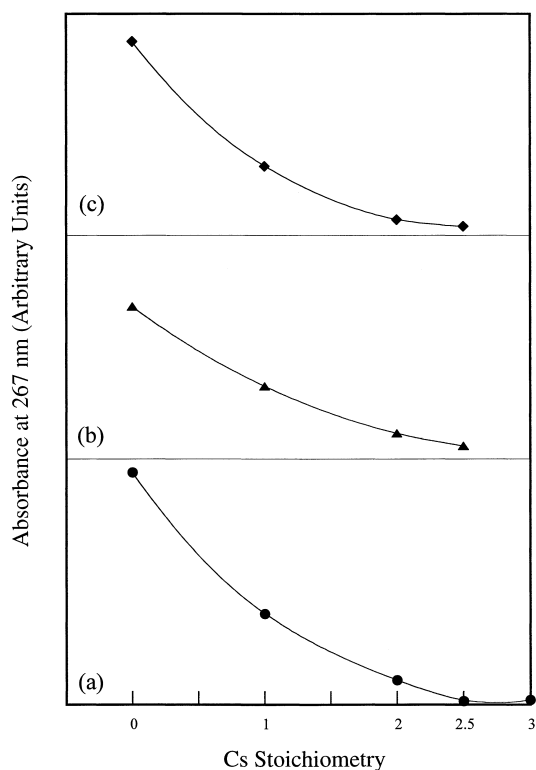 Absorbance at 267 nm (Arbitrary Units)
(c)
(b)
(a)
0 1 2 2.5 3
Cs Stoichiometry